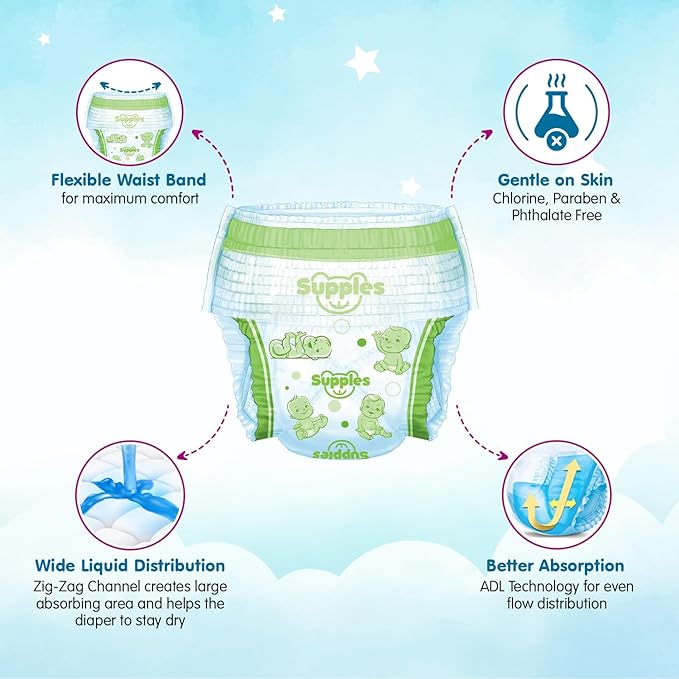 Supples
Supples
Flexible Waist Band
for maximum comfort
Gentle on Skin
Chlorine, Paraben &
Phthalate Free
Supples
Supples
Supples
Wide Liquid Distribution
Zig-Zag Channel creates large
absorbing area and helps the
diaper to stay dry
Better Absorption
ADL Technology for even
flow distribution